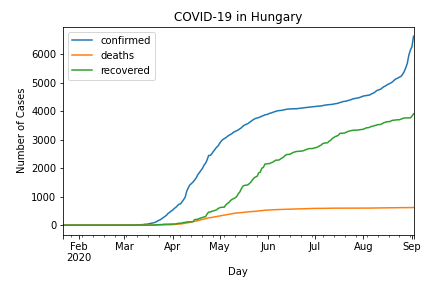 COVID-19 in Hungary
confirmed
deaths
recovered
Number of Cases
6000
5000
4000
3000
2000
1000
0
Feb
2020
Mar
Apr
May
Jun
Jul
Aug
Sep
Day